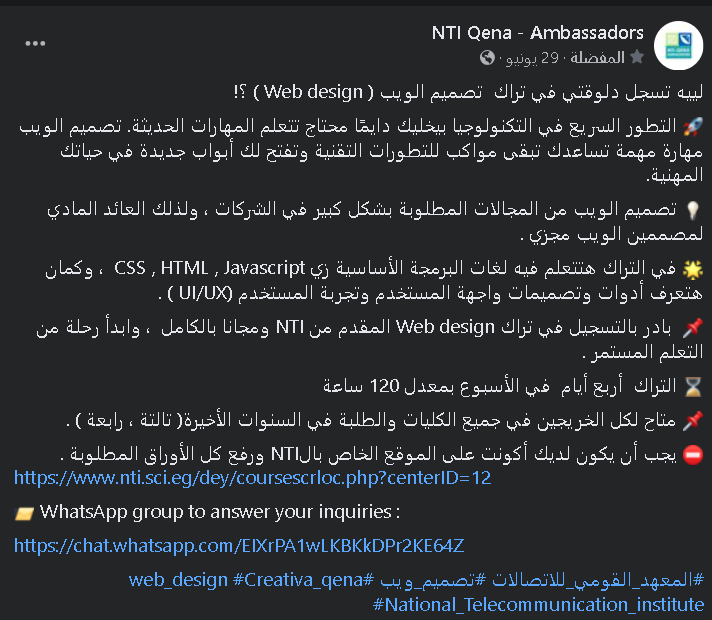 NTI Qena - Ambassadors
المفضلة · 29 يونيو ·
لييه تسجل دلوقتي في تراك تصميم الويب ( Web design ) ؟!
🚀 التطور السريع في التكنولوجيا بيخليك دايمًا محتاج تتعلم المهارات الحديثة. تصميم الويب
مهارة مهمة تساعدك تبقى مواكب للتطورات التقنية وتفتح لك أبواب جديدة في حياتك
المهنية.
💡 تصميم الويب من المجالات المطلوبة بشكل كبير في الشركات ، ولذلك العائد المادي
لمصممين الويب مجزي .
🌟 في التراك هتتعلم فيه لغات البرمجة الأساسية زي CSS , HTML , Javascript ، وكمان
هتعرف أدوات وتصميمات واجهة المستخدم وتجربة المستخدم (UI/UX ) .
📌 بادر بالتسجيل في تراك Web design المقدم من NTI ومجانا بالكامل ، وابدأ رحلة من
التعلم المستمر .
⏳ التراك أربع أيام في الأسبوع بمعدل 120 ساعة
📌 متاح لكل الخريجين في جميع الكليات والطلبة في السنوات الأخيرة( تالتة ، رابعة ) .
⛔ يجب أن يكون لديك أكونت على الموقع الخاص بالNTI ورفع كل الأوراق المطلوبة .
https://www.nti.sci.eg/dey/coursescrloc.php?centerID=12
📨 WhatsApp group to answer your inquiries :
https://chat.whatsapp.com/EIXrPA1wLKBKkDPr2KE64Z
#المعهد_القومي_للاتصالات #تصميم_ويب #web_design #Creativa_qena
#National_Telecommunication_institute